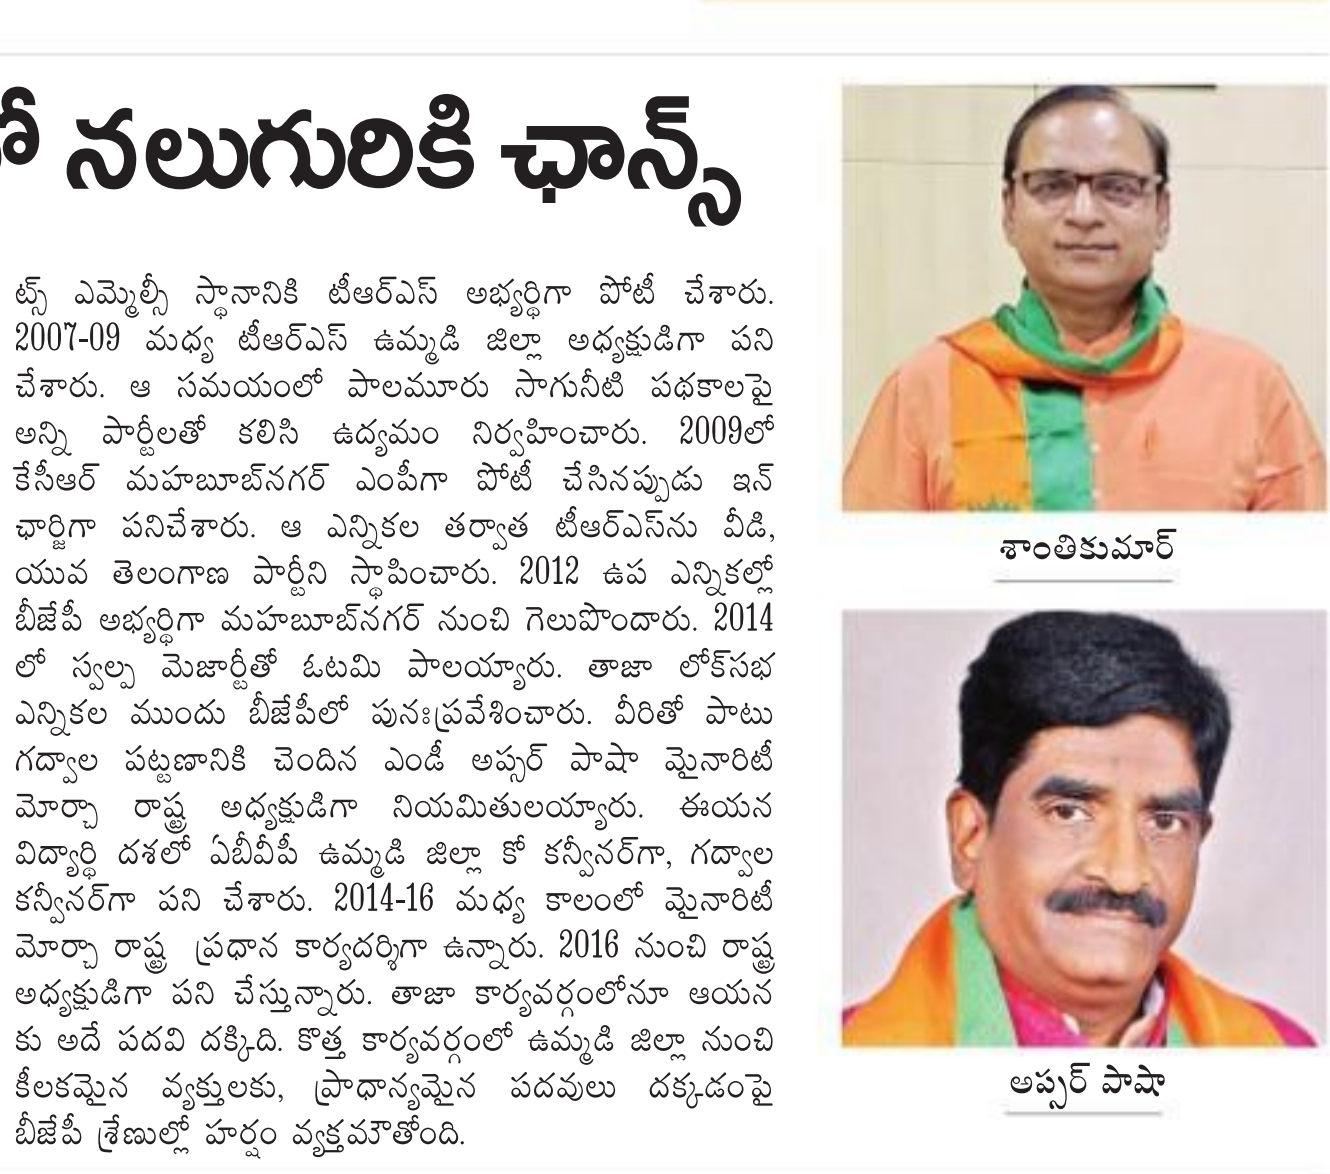 నలుగురికి ఛాన్స్
ట్స్ ఎమ్మెల్సీ స్థానానికి టీఆర్ఎస్ అభ్యర్థిగా పోటీ చేశారు.
2007-09 మధ్య టీఆర్ఎస్ ఉమ్మడి జిల్లా అధ్యక్షుడిగా పని
చేశారు. ఆ సమయంలో పాలమూరు సాగునీటి పథకాలపై
అన్ని పార్టీలతో కలిసి ఉద్యమం నిర్వహించారు. 2009లో
కేసీఆర్ మహబూబ్‌నగర్ ఎంపీగా పోటీ చేసినప్పుడు ఇన్
ఛార్జిగా పనిచేశారు. ఆ ఎన్నికల తర్వాత టీఆర్ఎస్‌ను వీడి,
యువ తెలంగాణ పార్టీని స్థాపించారు. 2012 ఉప ఎన్నికల్లో
బీజేపీ అభ్యర్థిగా మహబూబ్‌నగర్ నుంచి గెలుపొందారు. 2014
లో స్వల్ప మెజార్టీతో ఓటమి పాలయ్యారు. తాజా లోక్‌సభ
ఎన్నికల ముందు బీజేపీలో పునఃప్రవేశించారు. వీరితో పాటు
గద్వాల పట్టణానికి చెందిన ఎండీ అప్సర్ పాషా మైనారిటీ
మోర్చా రాష్ట్ర అధ్యక్షుడిగా నియమితులయ్యారు. ఈయన
విద్యార్థి దశలో ఏబీవీపీ ఉమ్మడి జిల్లా కో కన్వీనర్‌గా, గద్వాల
కన్వీనర్‌గా పని చేశారు. 2014-16 మధ్య కాలంలో మైనారిటీ
మోర్చా రాష్ట్ర ప్రధాన కార్యదర్శిగా ఉన్నారు. 2016 నుంచి రాష్ట్ర
అధ్యక్షుడిగా పని చేస్తున్నారు. తాజా కార్యవర్గంలోనూ ఆయన
కు అదే పదవి దక్కిది. కొత్త కార్యవర్గంలో ఉమ్మడి జిల్లా నుంచి
కీలకమైన వ్యక్తులకు, ప్రాధాన్యమైన పదవులు దక్కడంపై
బీజేపీ శ్రేణుల్లో హర్షం వ్యక్తమౌతోంది.
శాంతికుమార్
అప్సర్ పాషా